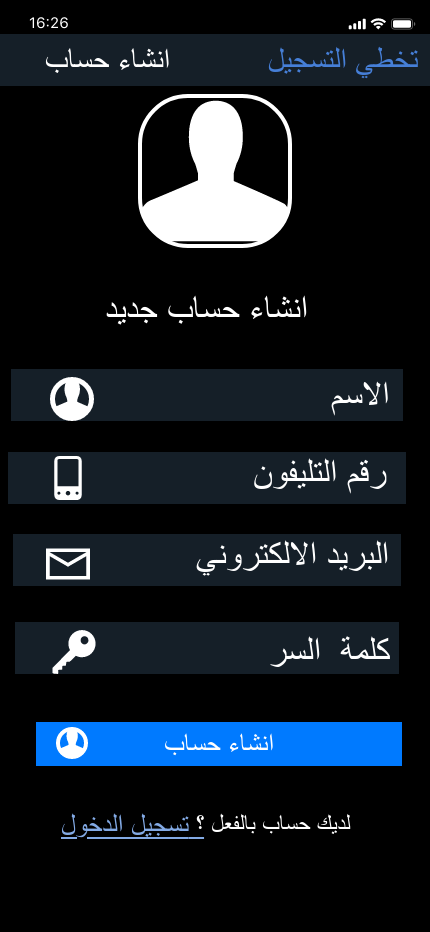 16:26
تخطي التسجيل انشاء حساب
انشاء حساب جديد
الاسم
رقم التليفون
البريد الالكتروني
كلمة السر
انشاء حساب
لديك حساب بالفعل ؟ تسجيل الدخول